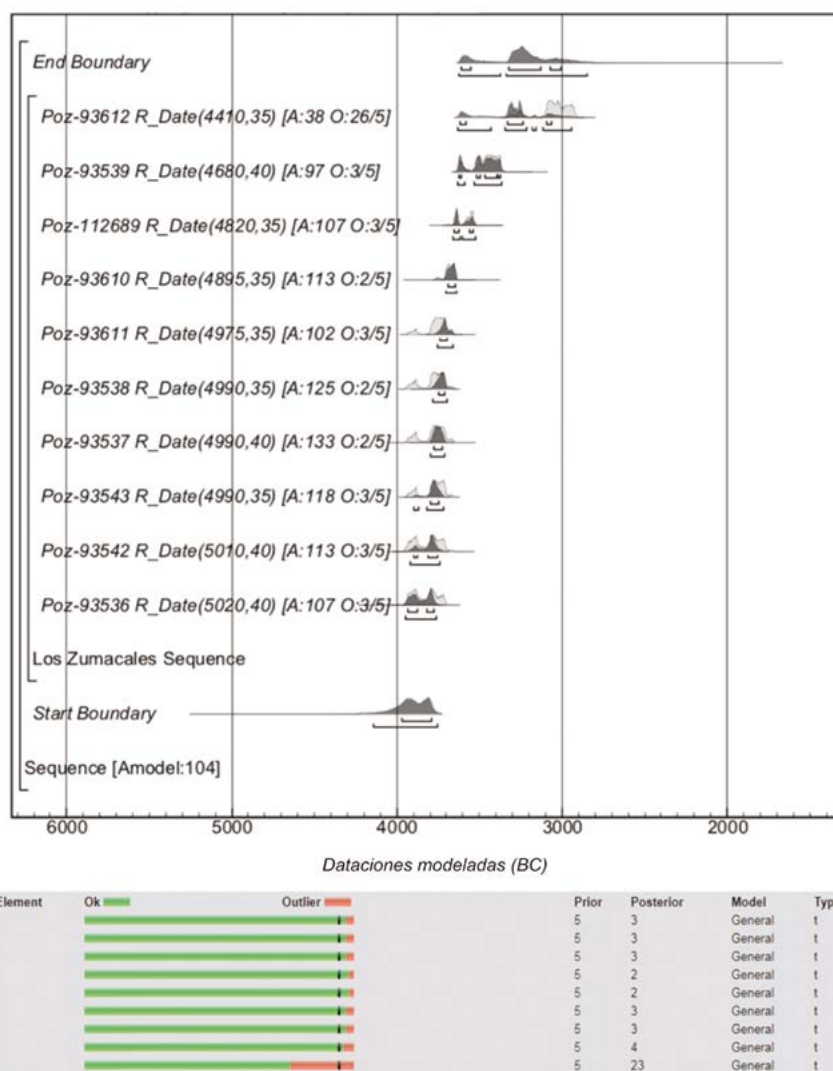 End Boundary
Poz-93612 R_Date(4410,35) [A:38 O:26/5]
Poz-93539 R_Date(4680,40) [A:97 O:3/5]
Poz-112689 R_Date(4820,35) [A:107 O:3/5]
Poz-93610 R_Date(4895,35) [A:113 O:2/5]
Poz-93611 R_Date(4975,35) [A:102 O:3/5]
Poz-93538 R_Date(4990,35) [A:125 O:2/5]
Poz-93537 R_Date(4990,40) [A:133 O:2/5]
Poz-93543 R_Date(4990,35) [A:118 O:3/5]
Poz-93542 R_Date(5010,40) [A:113 O:3/5]
Poz-93536 R_Date(5020,40) [A:107 O:3/5]
Los Zumacales Sequence
Start Boundary
Sequence [Amodel:104]
6000 5000 4000 3000 2000
Dataciones modeladas (BC)
Element Ok Outlier Prior Posterior Model Typ
5 3 General t
5 3 General t
5 3 General t
5 2 General t
5 2 General t
5 3 General t
5 3 General t
5 4 General t
5 23 General t